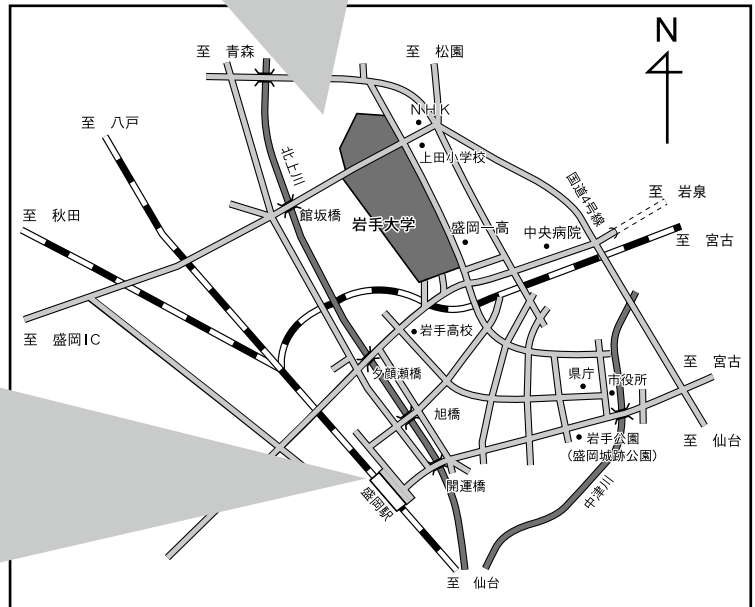 N
至 青森
至 松園
NHK
至 八戸
上田小学校
北上川
国道4号線
至 岩泉
至 秋田
館坂橋
岩手大学
盛岡一高
中央病院
至 宮古
至 盛岡IC
岩手高校
夕顔瀬橋
県庁
市役所
至 宮古
旭橋
岩手公園
(盛岡城跡公園)
至 仙台
開運橋
盛岡駅
中津川
至 仙台